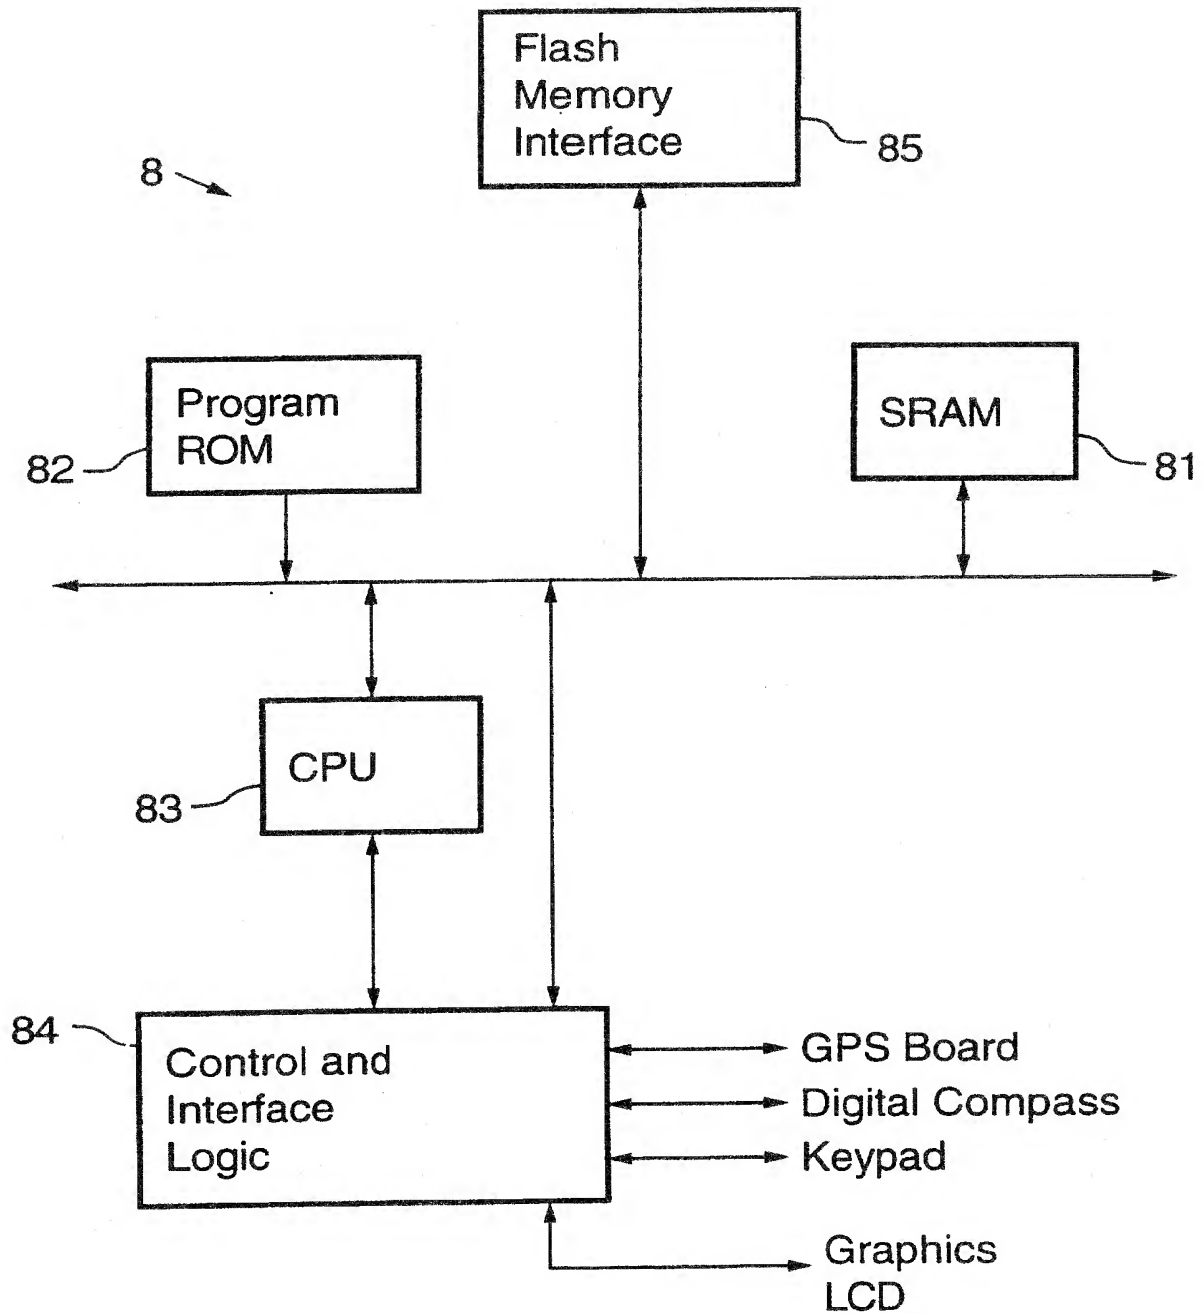 Flash
Memory
Interface
85
8
Program
ROM
82
SRAM
81
CPU
83
84
Control and
Interface
Logic
GPS Board
Digital Compass
Keypad
Graphics
LCD